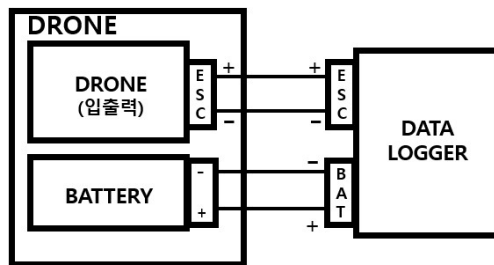 DRONE
DRONE
(입출력)
E
S
C
+
-
+
-
E
S
C
DATA
LOGGER
BATTERY
-
+
-
+
B
A
T